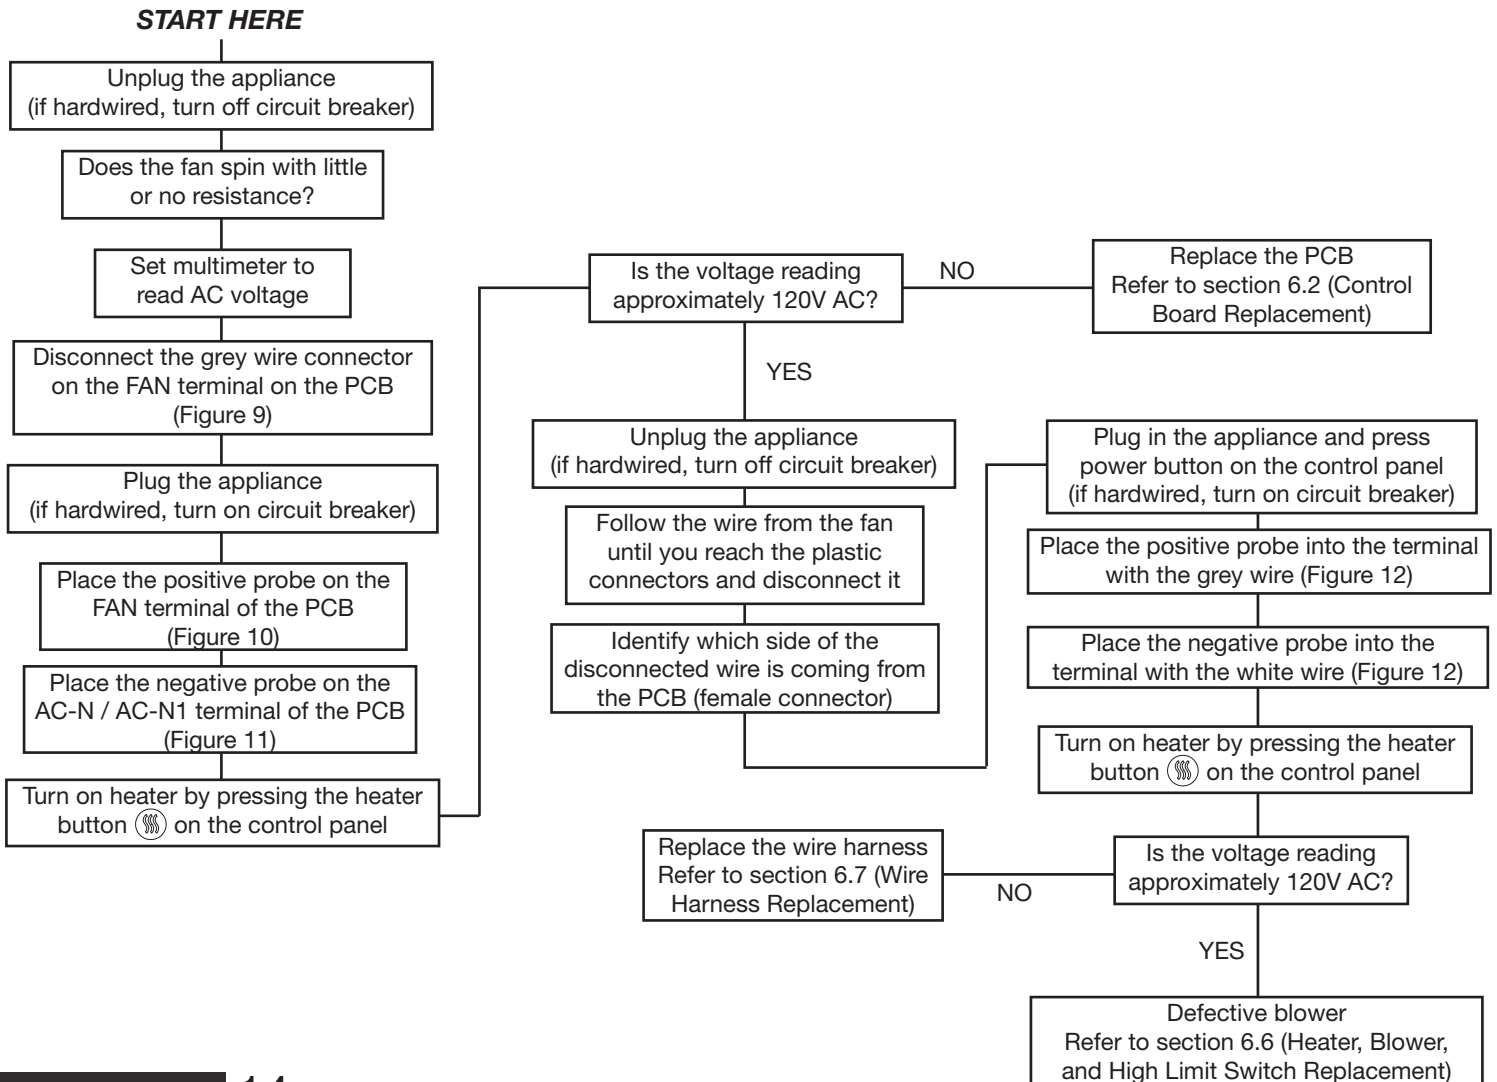 START HERE
Unplug the appliance
(if hardwired, turn off circuit breaker)
Does the fan spin with little
or no resistance?
Set multimeter to
read AC voltage
Disconnect the grey wire connector
on the FAN terminal on the PCB
(Figure 9)
Plug the appliance
(if hardwired, turn on circuit breaker)
Place the positive probe on the
FAN terminal of the PCB
(Figure 10)
Place the negative probe on the
AC-N / AC-N1 terminal of the PCB
(Figure 11)
Turn on heater by pressing the heater
button on the control panel
Is the voltage reading
approximately 120V AC?
NO
Replace the PCB
Refer to section 6.2 (Control
Board Replacement)
YES
Unplug the appliance
(if hardwired, turn off circuit breaker)
Follow the wire from the fan
until you reach the plastic
connectors and disconnect it
Identify which side of the
disconnected wire is coming from
the PCB (female connector)
Plug in the appliance and press
power button on the control panel
(if hardwired, turn on circuit breaker)
Place the positive probe into the terminal
with the grey wire (Figure 12)
Place the negative probe into the
terminal with the white wire (Figure 12)
Turn on heater by pressing the heater
button on the control panel
Is the voltage reading
approximately 120V AC?
NO
Replace the wire harness
Refer to section 6.7 (Wire
Harness Replacement)
YES
Defective blower
Refer to section 6.6 (Heater, Blower,
and High Limit Switch Replacement)